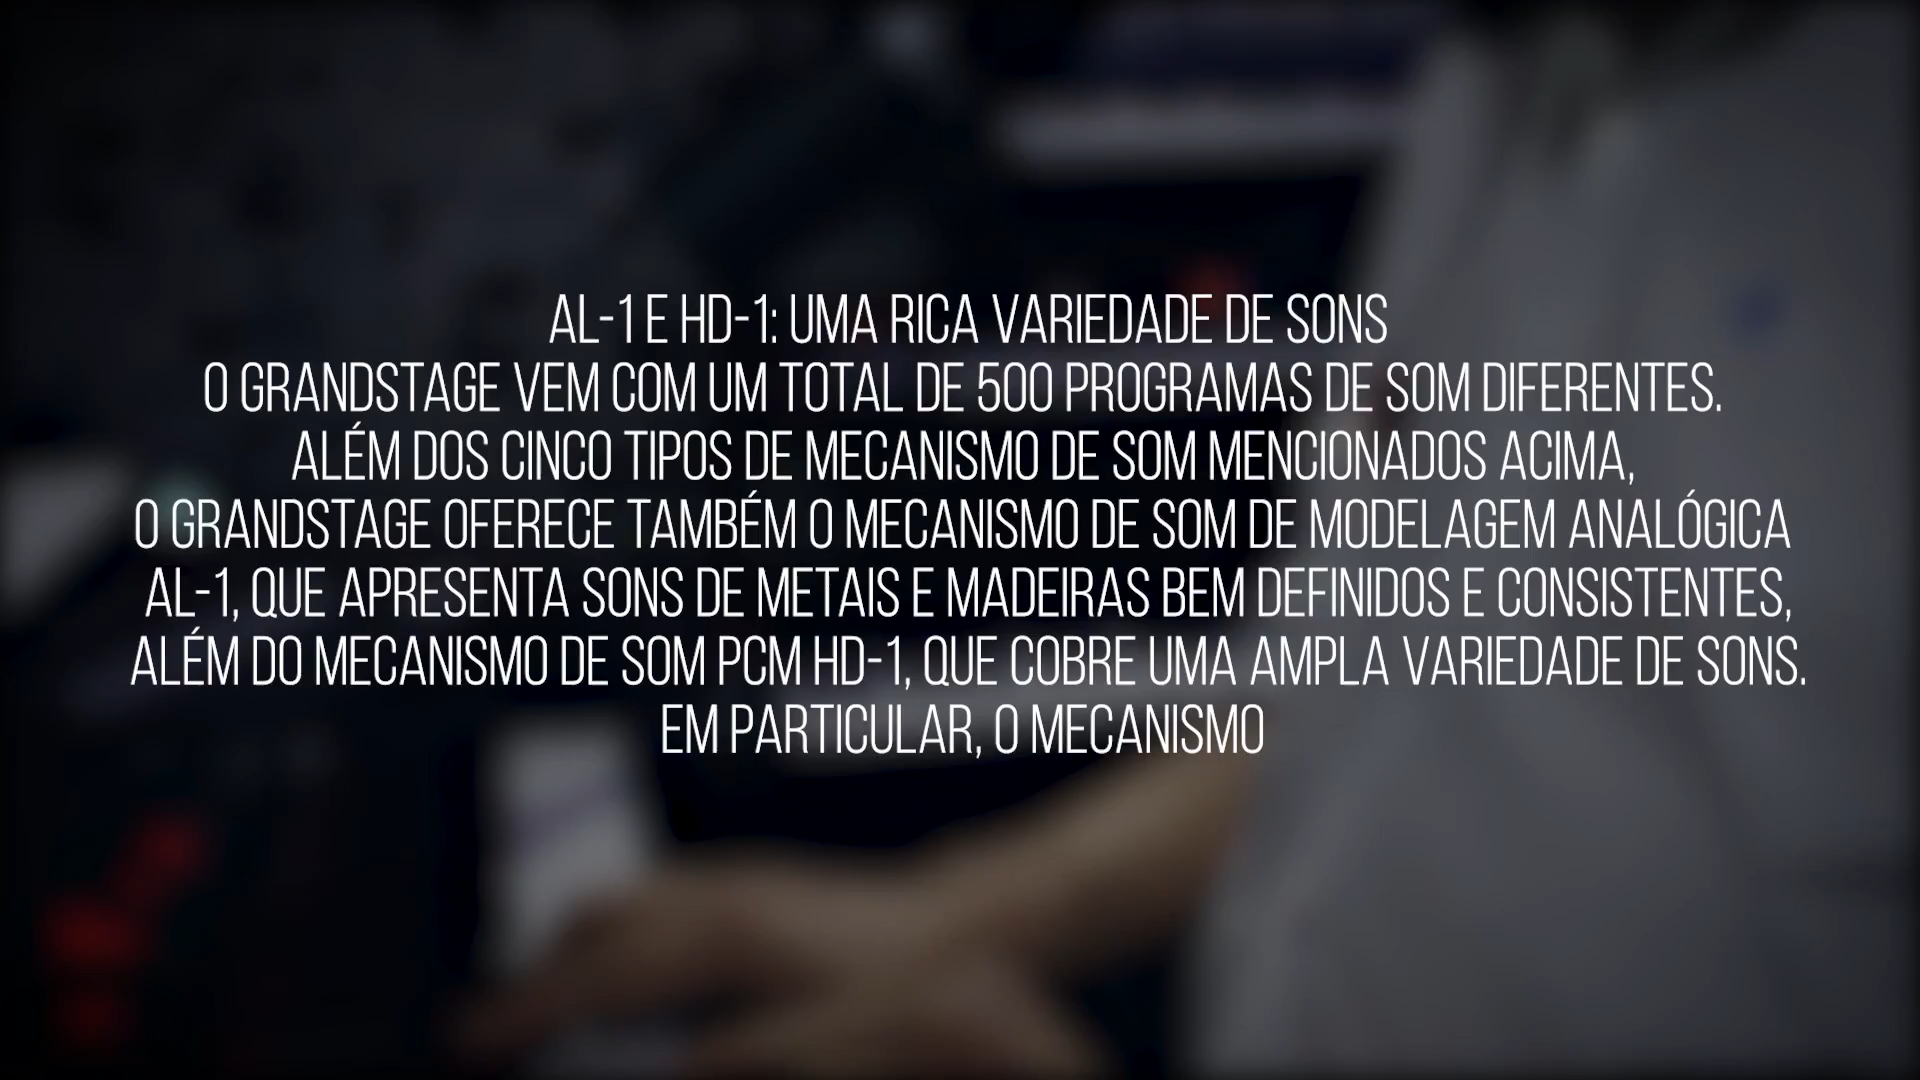 AL-1 E HD-1: UMA RICA VARIEDADE DE SONS
O GRANDSTAGE VEM COM UM TOTAL DE 500 PROGRAMAS DE SOM DIFERENTES.
ALÉM DOS CINCO TIPOS DE MECANISMO DE SOM MENCIONADOS ACIMA,
O GRANDSTAGE OFERECE TAMBÉM O MECANISMO DE SOM DE MODELAGEM ANALÓGICA
AL-1, QUE APRESENTA SONS DE METAIS E MADEIRAS BEM DEFINIDOS E CONSISTENTES,
ALÉM DO MECANISMO DE SOM PCM HD-1, QUE COBRE UMA AMPLA VARIEDADE DE SONS.
EM PARTICULAR, O MECANISMO